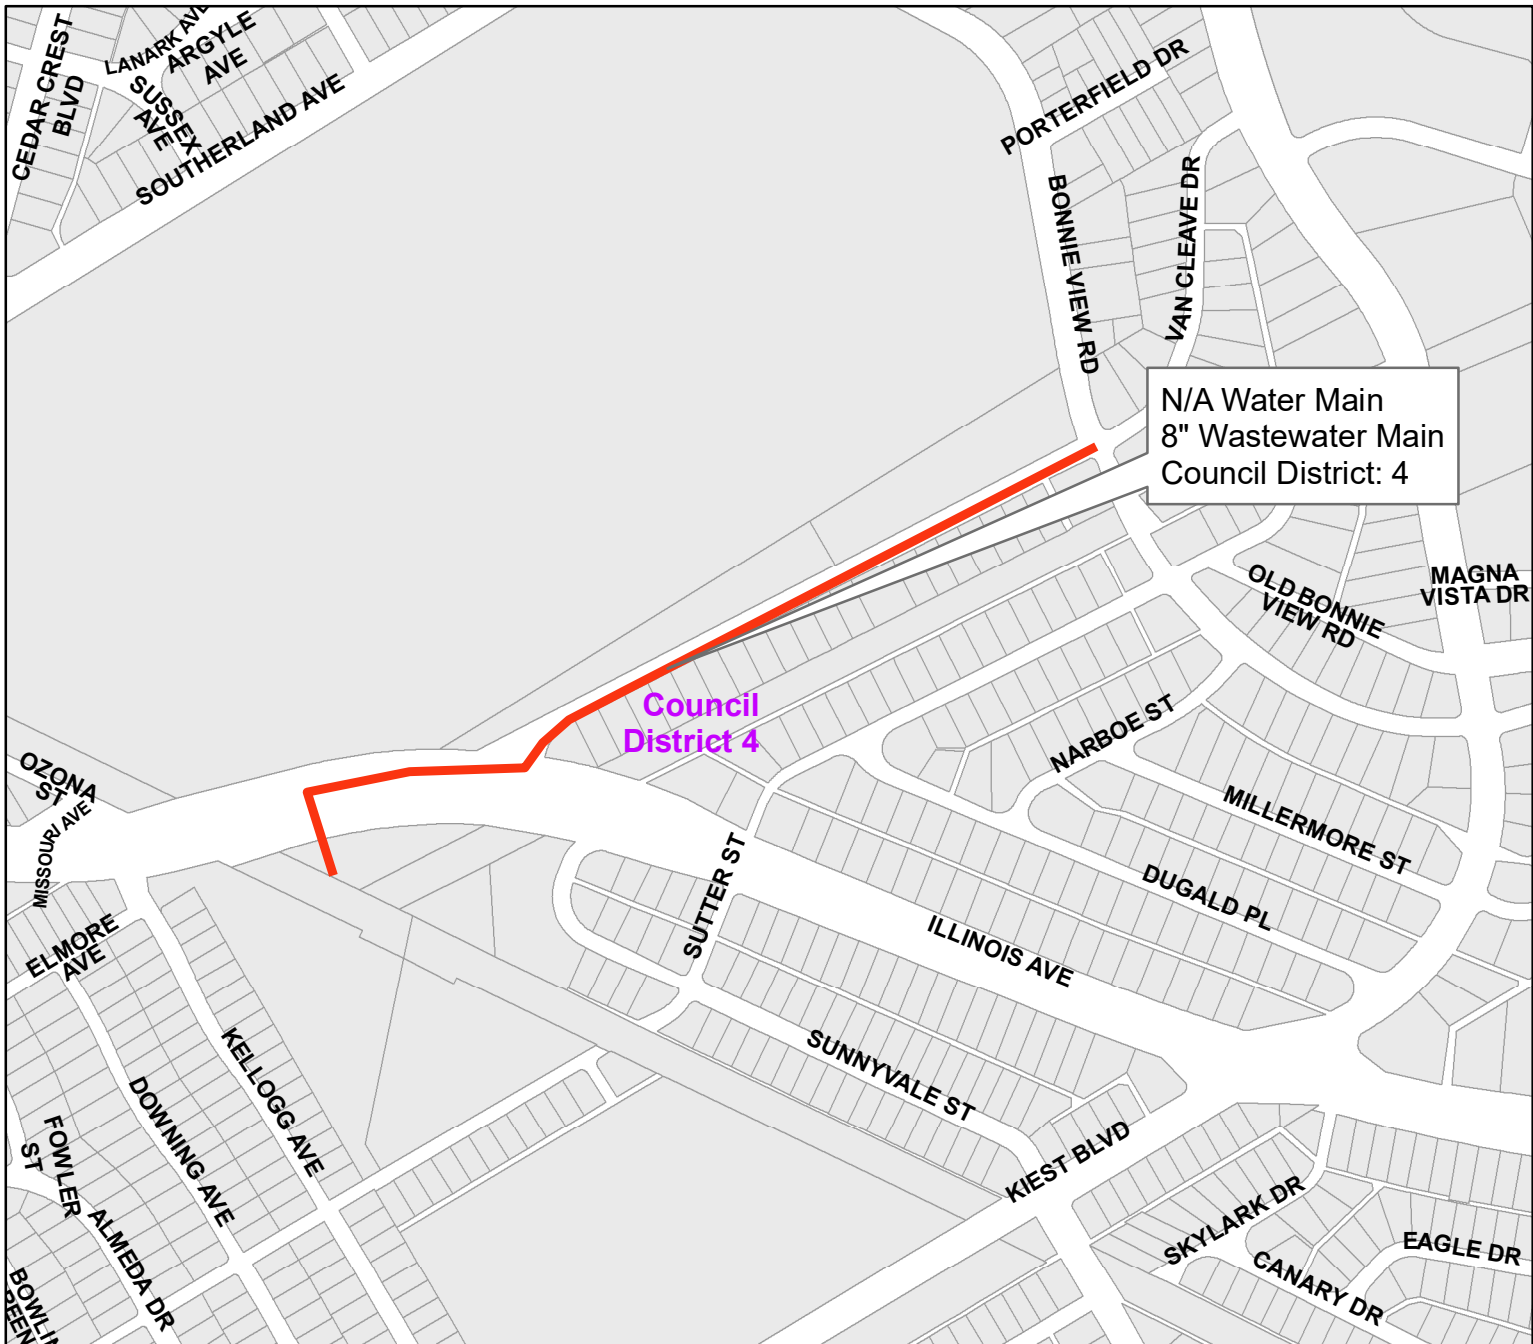 CEDAR CREST
BLVD
LANARK AVE
ARGYLE
AVE
SUSSEX
AVE
SOUTHERLAND AVE
PORTERFIELD DR
BONNIE VIEW RD
VAN CLEAVE DR
N/A Water Main
8" Wastewater Main
Council District: 4
OLD BONNIE
VIEW RD
MAGNA
VISTA DR
Council
District 4
NARBOE ST
MILLERMORE ST
DUGALD PL
OZONA
ST
MISSOURI AVE
ELMORE
AVE
SUTTER ST
ILLINOIS AVE
SUNNYVALE ST
KELLOGG AVE
DOWNING AVE
FOWLER
ST
ALMEDA DR
KIEST BLVD
SKYLARK DR
CANARY DR
EAGLE DR